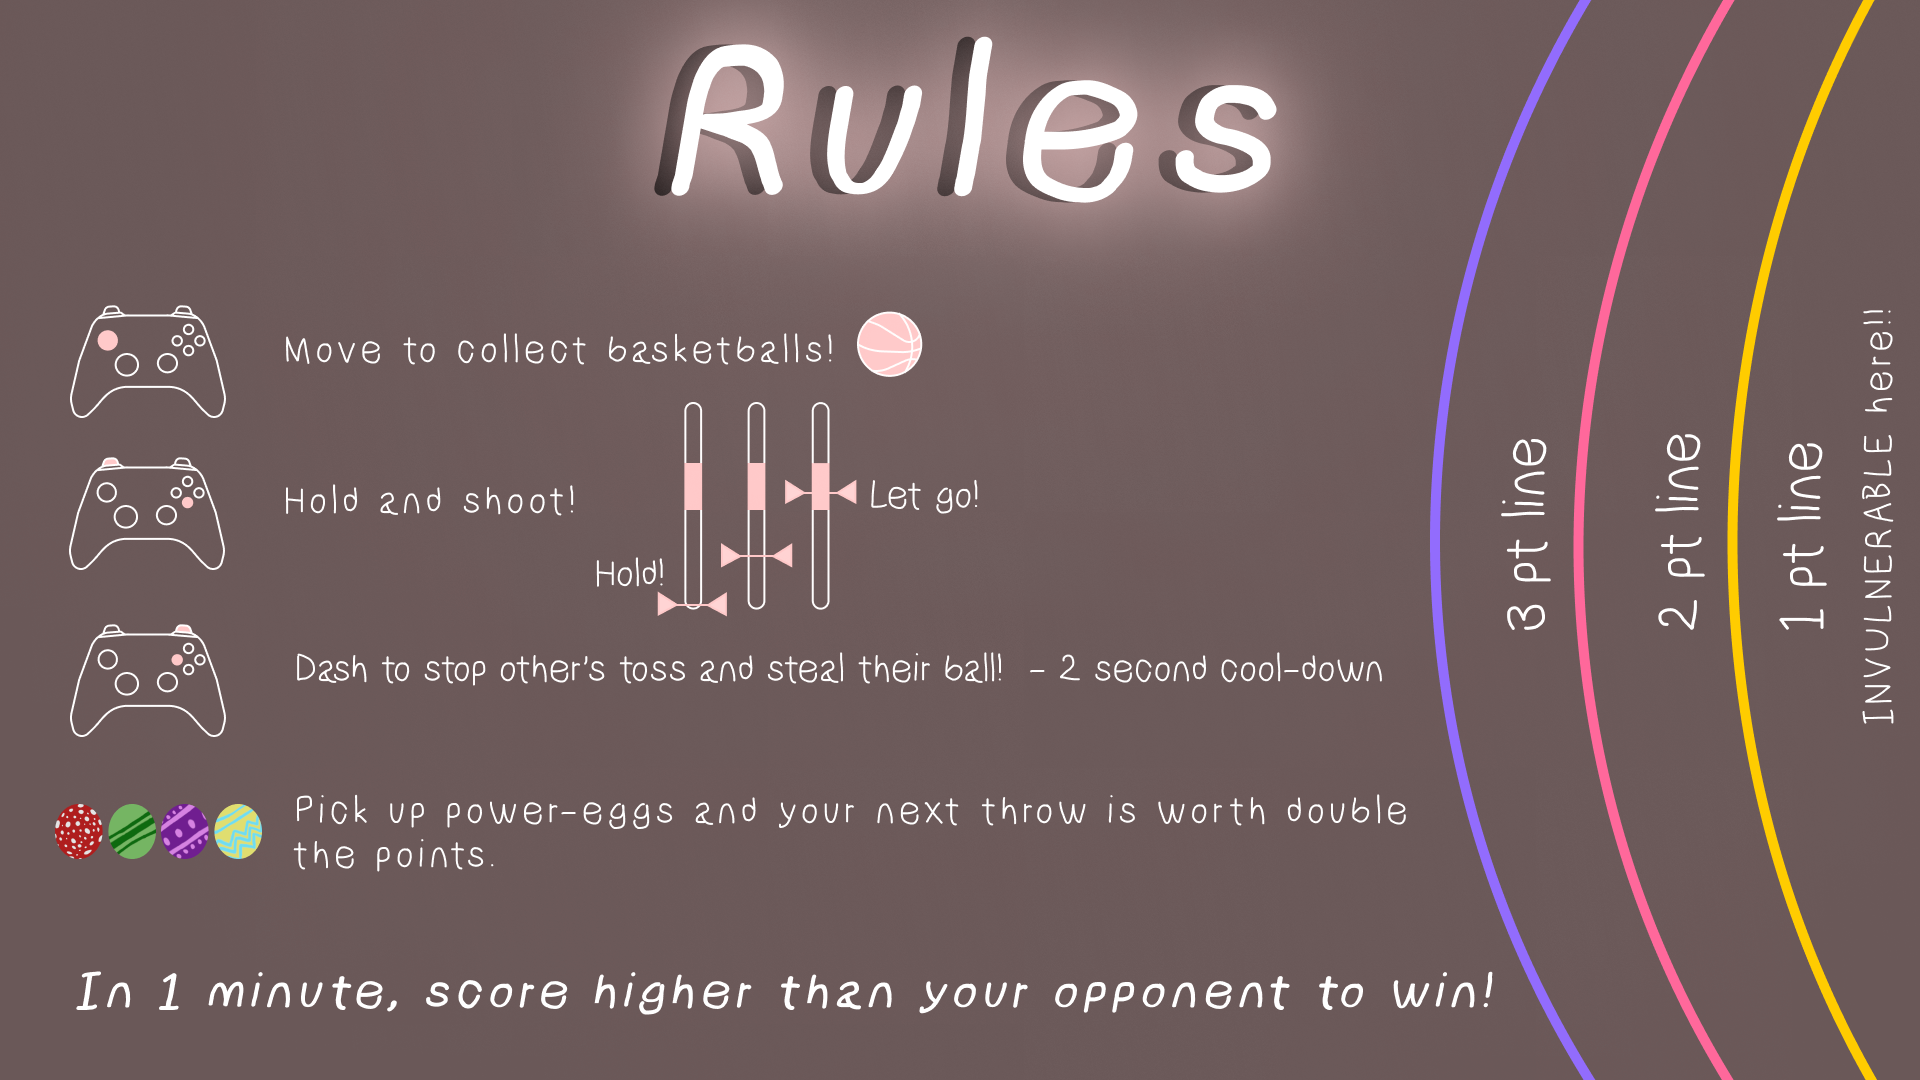 Rules
Move to collect basketballs!
Hold and shoot!
Let go!
Hold!
Dash to stop other's toss and steal their ball! - 2 second cool-down
Pick up power-eggs and your next throw is worth double
the points.
In 1 minute, score higher than your opponent to win!
3 pt line
2 pt line
1 pt line
INVULNERABLE here!!